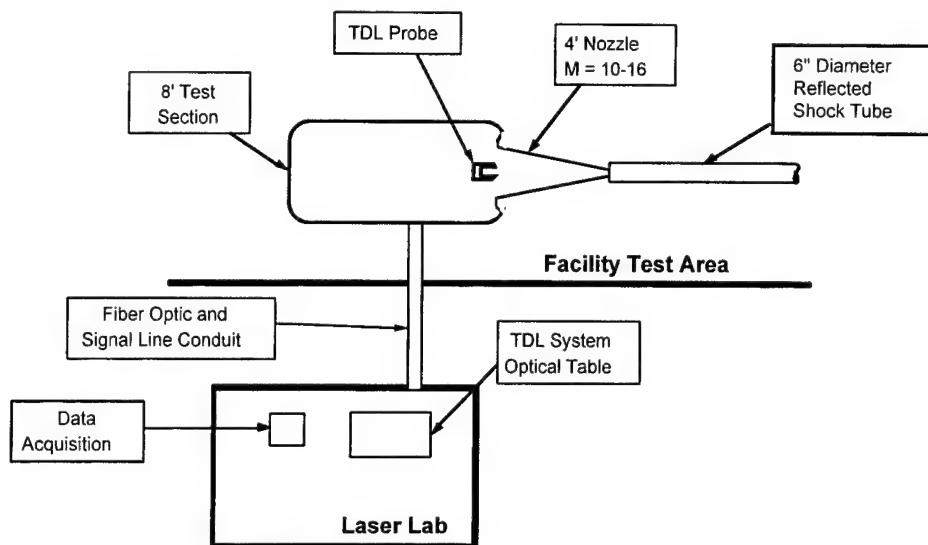 TDL Probe
4' Nozzle
M = 10-16
6" Diameter
Reflected
Shock Tube
8' Test
Section
Facility Test Area
Fiber Optic and
Signal Line Conduit
TDL System
Optical Table
Data
Acquisition
Laser Lab